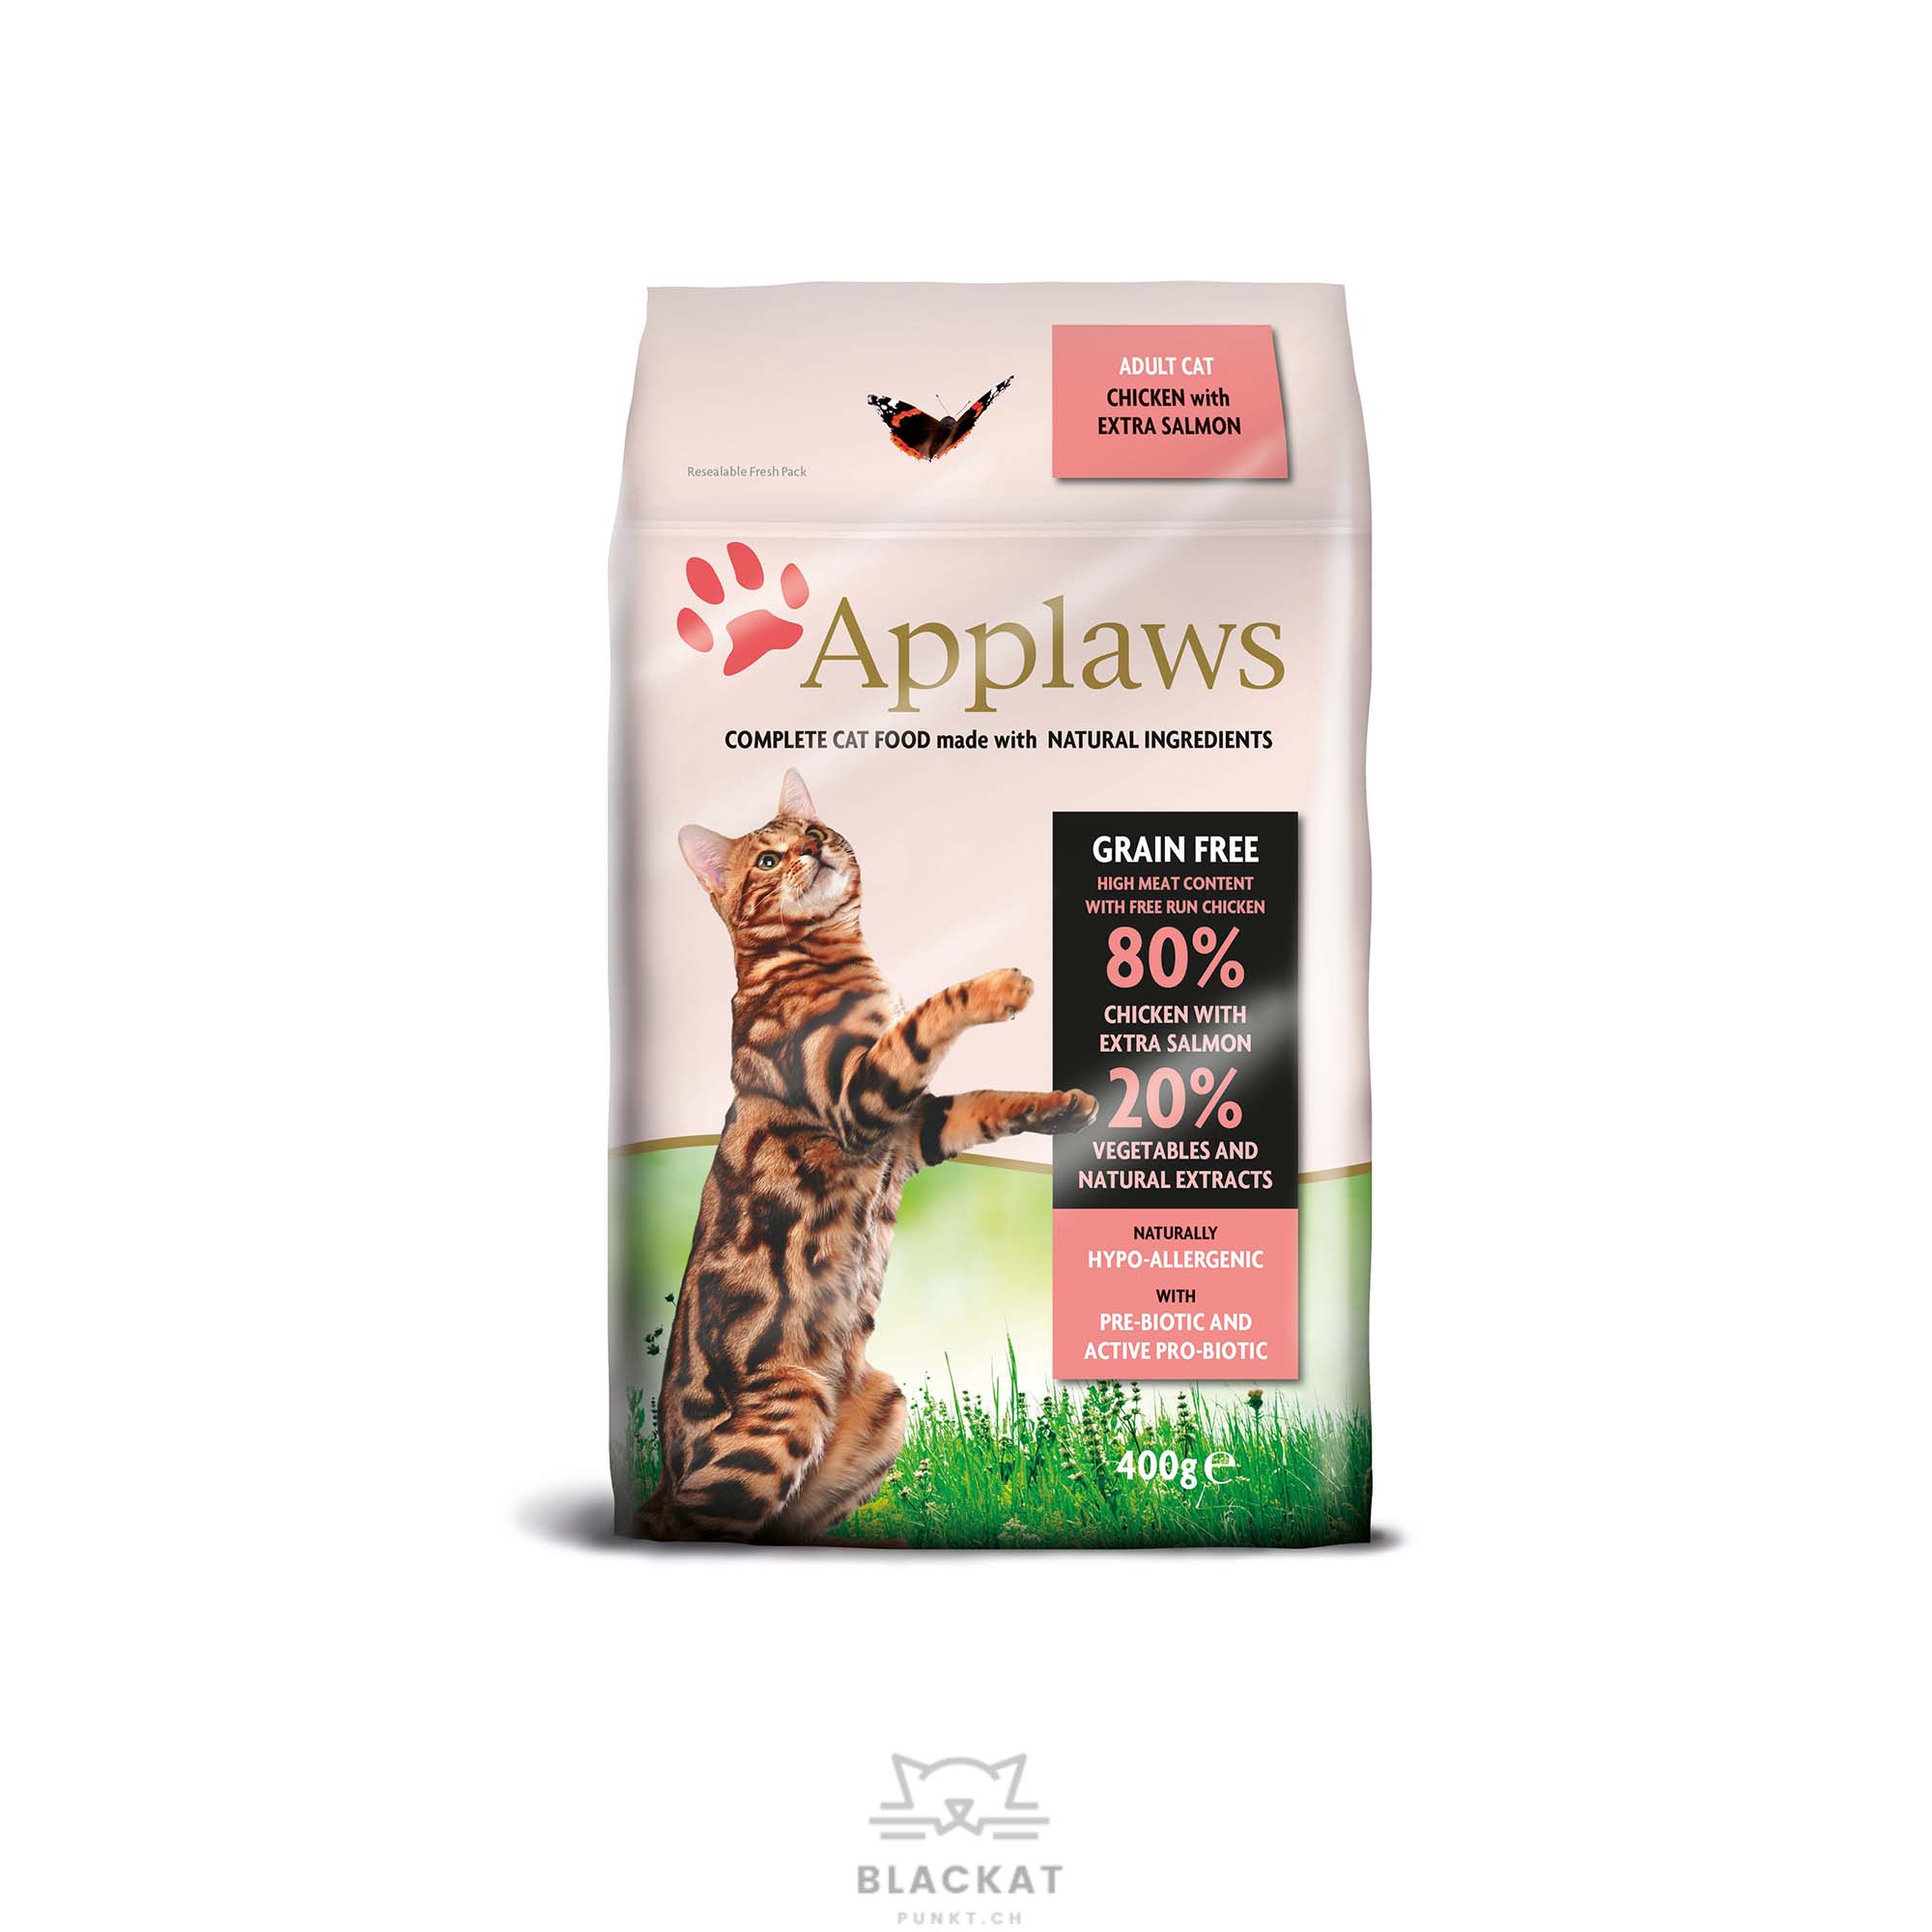 ADULT CAT
CHICKEN with
EXTRA SALMON
Resealable Fresh Pack
Applaws
COMPLETE CAT FOOD made with NATURAL INGREDIENTS
GRAIN FREE
HIGH MEAT CONTENT
WITH FREE RUN CHICKEN
80%
CHICKEN WITH
EXTRA SALMON
20%
VEGETABLES AND
NATURAL EXTRACTS
NATURALLY
HYPO-ALLERGENIC
WITH
PRE-BIOTIC AND
ACTIVE PRO-BIOTIC
400g ℮
BLACKAT
PUNKT.CH